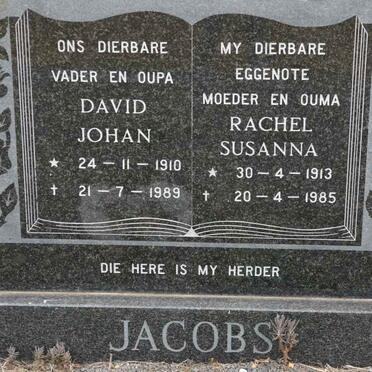 ONS DIERBARE
VADER EN OUPA
DAVID
JOHAN
★ 24 – 11 – 1910
✝ 21 – 7 – 1989
MY DIERBARE
EGGENOTE
MOEDER EN OUMA
RACHEL
SUSANNA
★ 30 – 4 – 1913
✝ 20 – 4 – 1985
DIE HERE IS MY HERDER
JACOBS